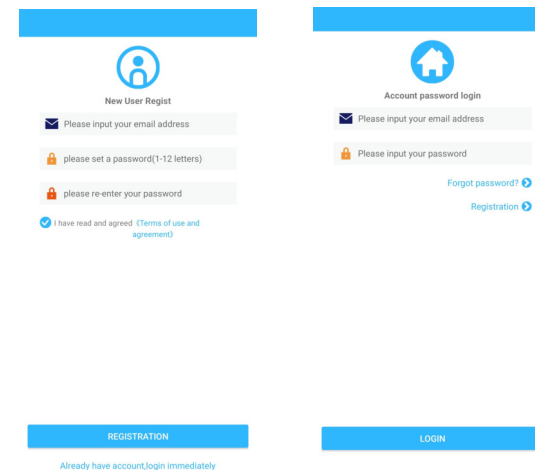 New User Regist
Please input your email address
please set a password(1-12 letters)
please re-enter your password
I have read and agreed《Terms of use and
agreement》
REGISTRATION
Already have account,login immediately
Account password login
Please input your email address
Please input your password
Forgot password?
Registration
LOGIN